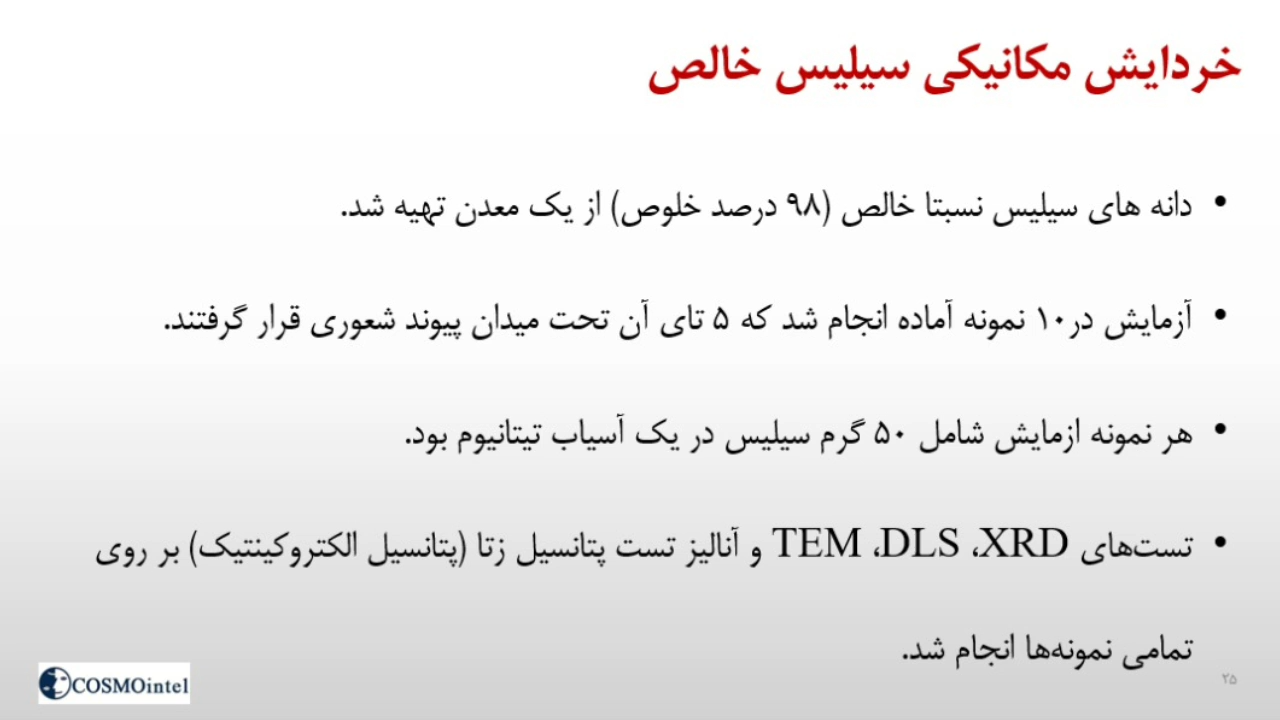 خردایش مکانیکی سیلیس خالص
• دانه های سیلیس نسبتا خالص (۹۸ درصد خلوص) از یک معدن تهیه شد.
• آزمایش در۱۰ نمونه آماده انجام شد که ۵ تای آن تحت میدان پیوند شعوری قرار گرفتند.
• هر نمونه ازمایش شامل ۵۰ گرم سیلیس در یک آسیاب تیتانیوم بود.
• تست‌های XRD، DLS، TEM و آنالیز تست پتانسیل زتا (پتانسیل الکتروکینتیک) بر روی
تمامی نمونه‌ها انجام شد.
COSMOintel
۲۵